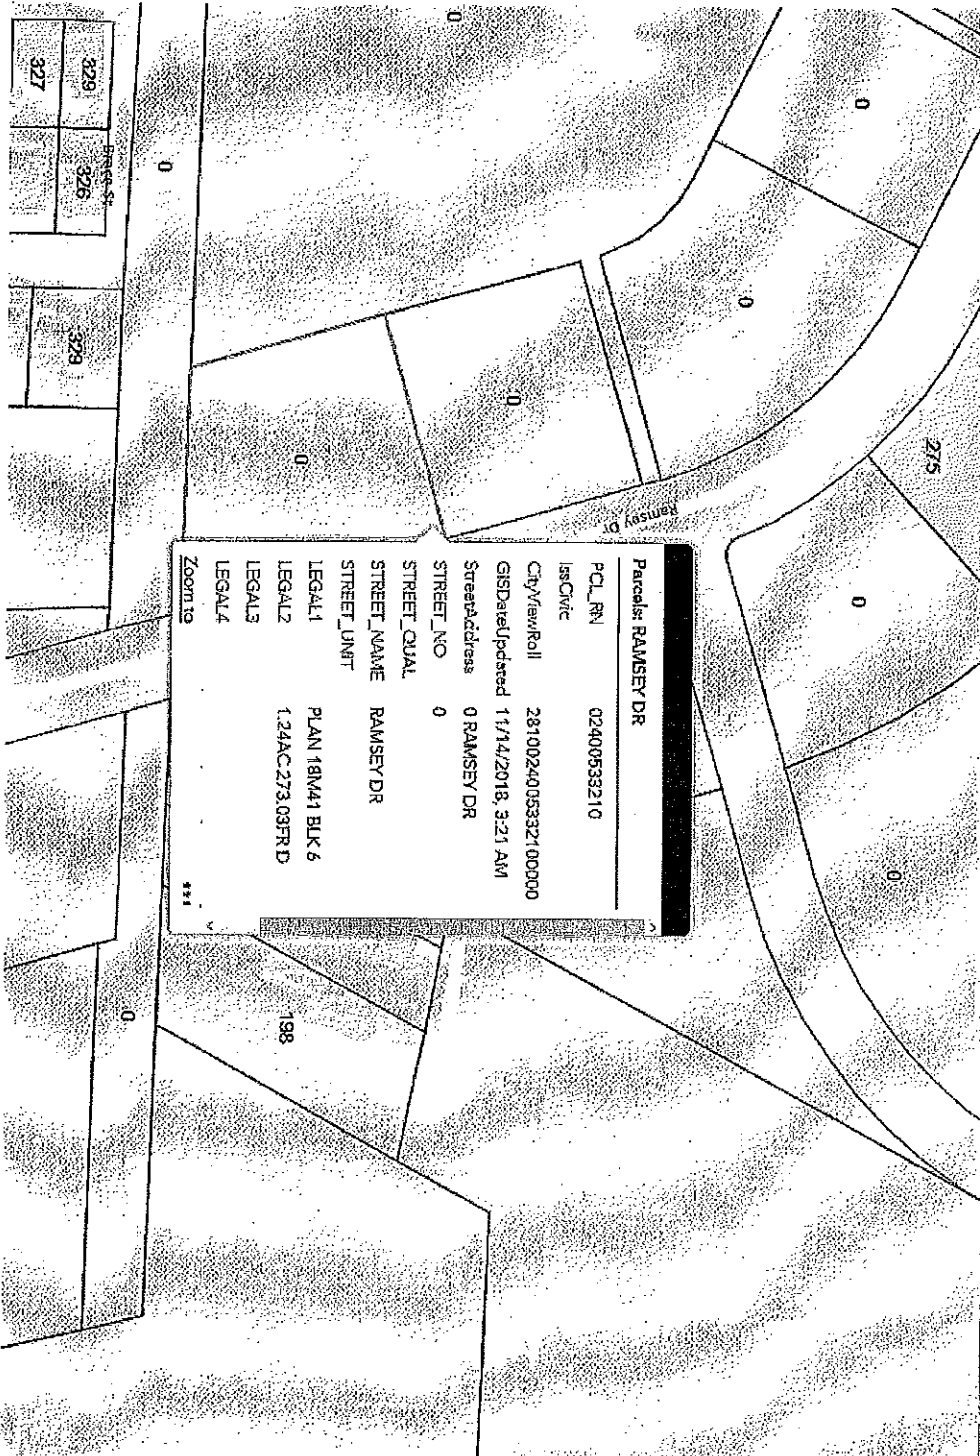 275
0
0
0
0
Ramsey Dr
Parcels: RAMSEY DR
PCL_RN 02400533210
IssCivic
CityViewRoll 2810024005332100000
GISDateUpdated 11/14/2018, 3:21 AM
StreetAddress 0 RAMSEY DR
STREET_NO 0
STREET_QUAL
STREET_NAME RAMSEY DR
STREET_UNIT
LEGAL1 PLAN 18M41 BLK 6
LEGAL2 1.24AC 273.03FR D
LEGAL3
LEGAL4
Zoom to
0
0
0
198
0
0
329
326
329
327